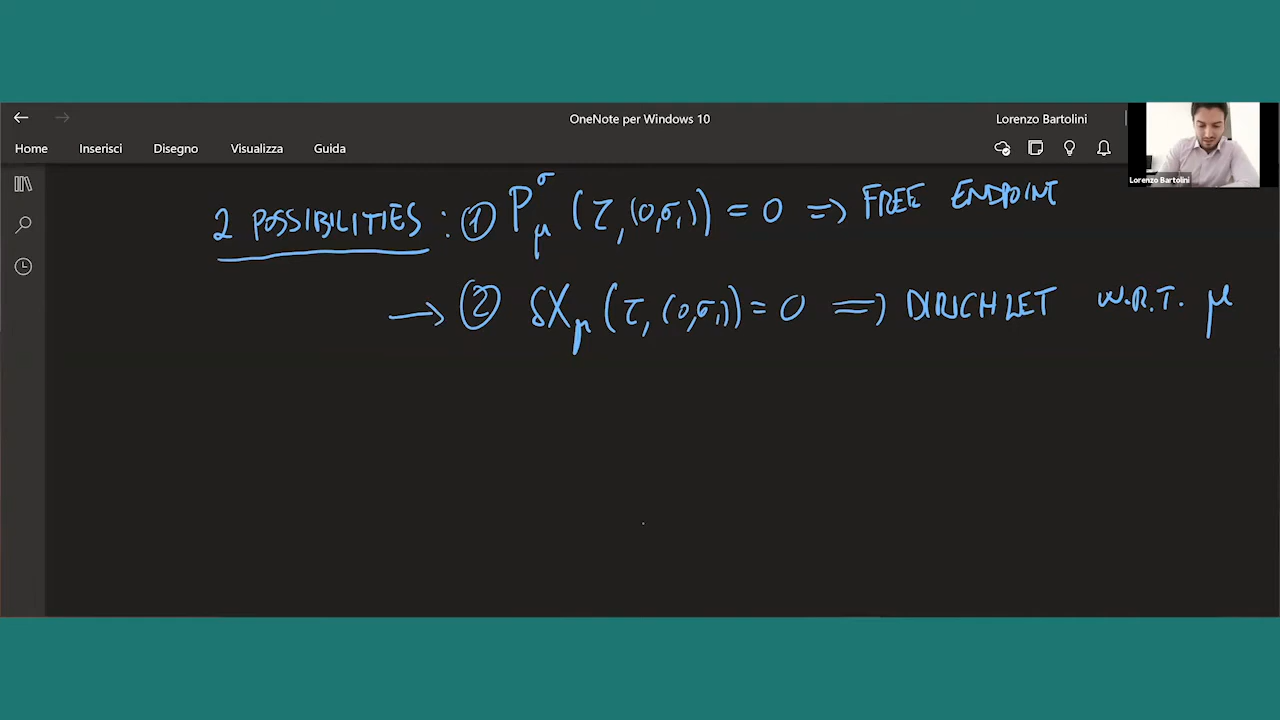 OneNote per Windows 10
Lorenzo Bartolini
Home Inserisci Disegno Visualizza Guida
Lorenzo Bartolini
2 POSSIBILITIES : ① P^σ_μ (τ, (0,σ₁)) = 0 => FREE ENDPOINT
→ ② δX_μ (τ, (0,σ₁)) = 0 => DIRICHLET W.R.T. μ